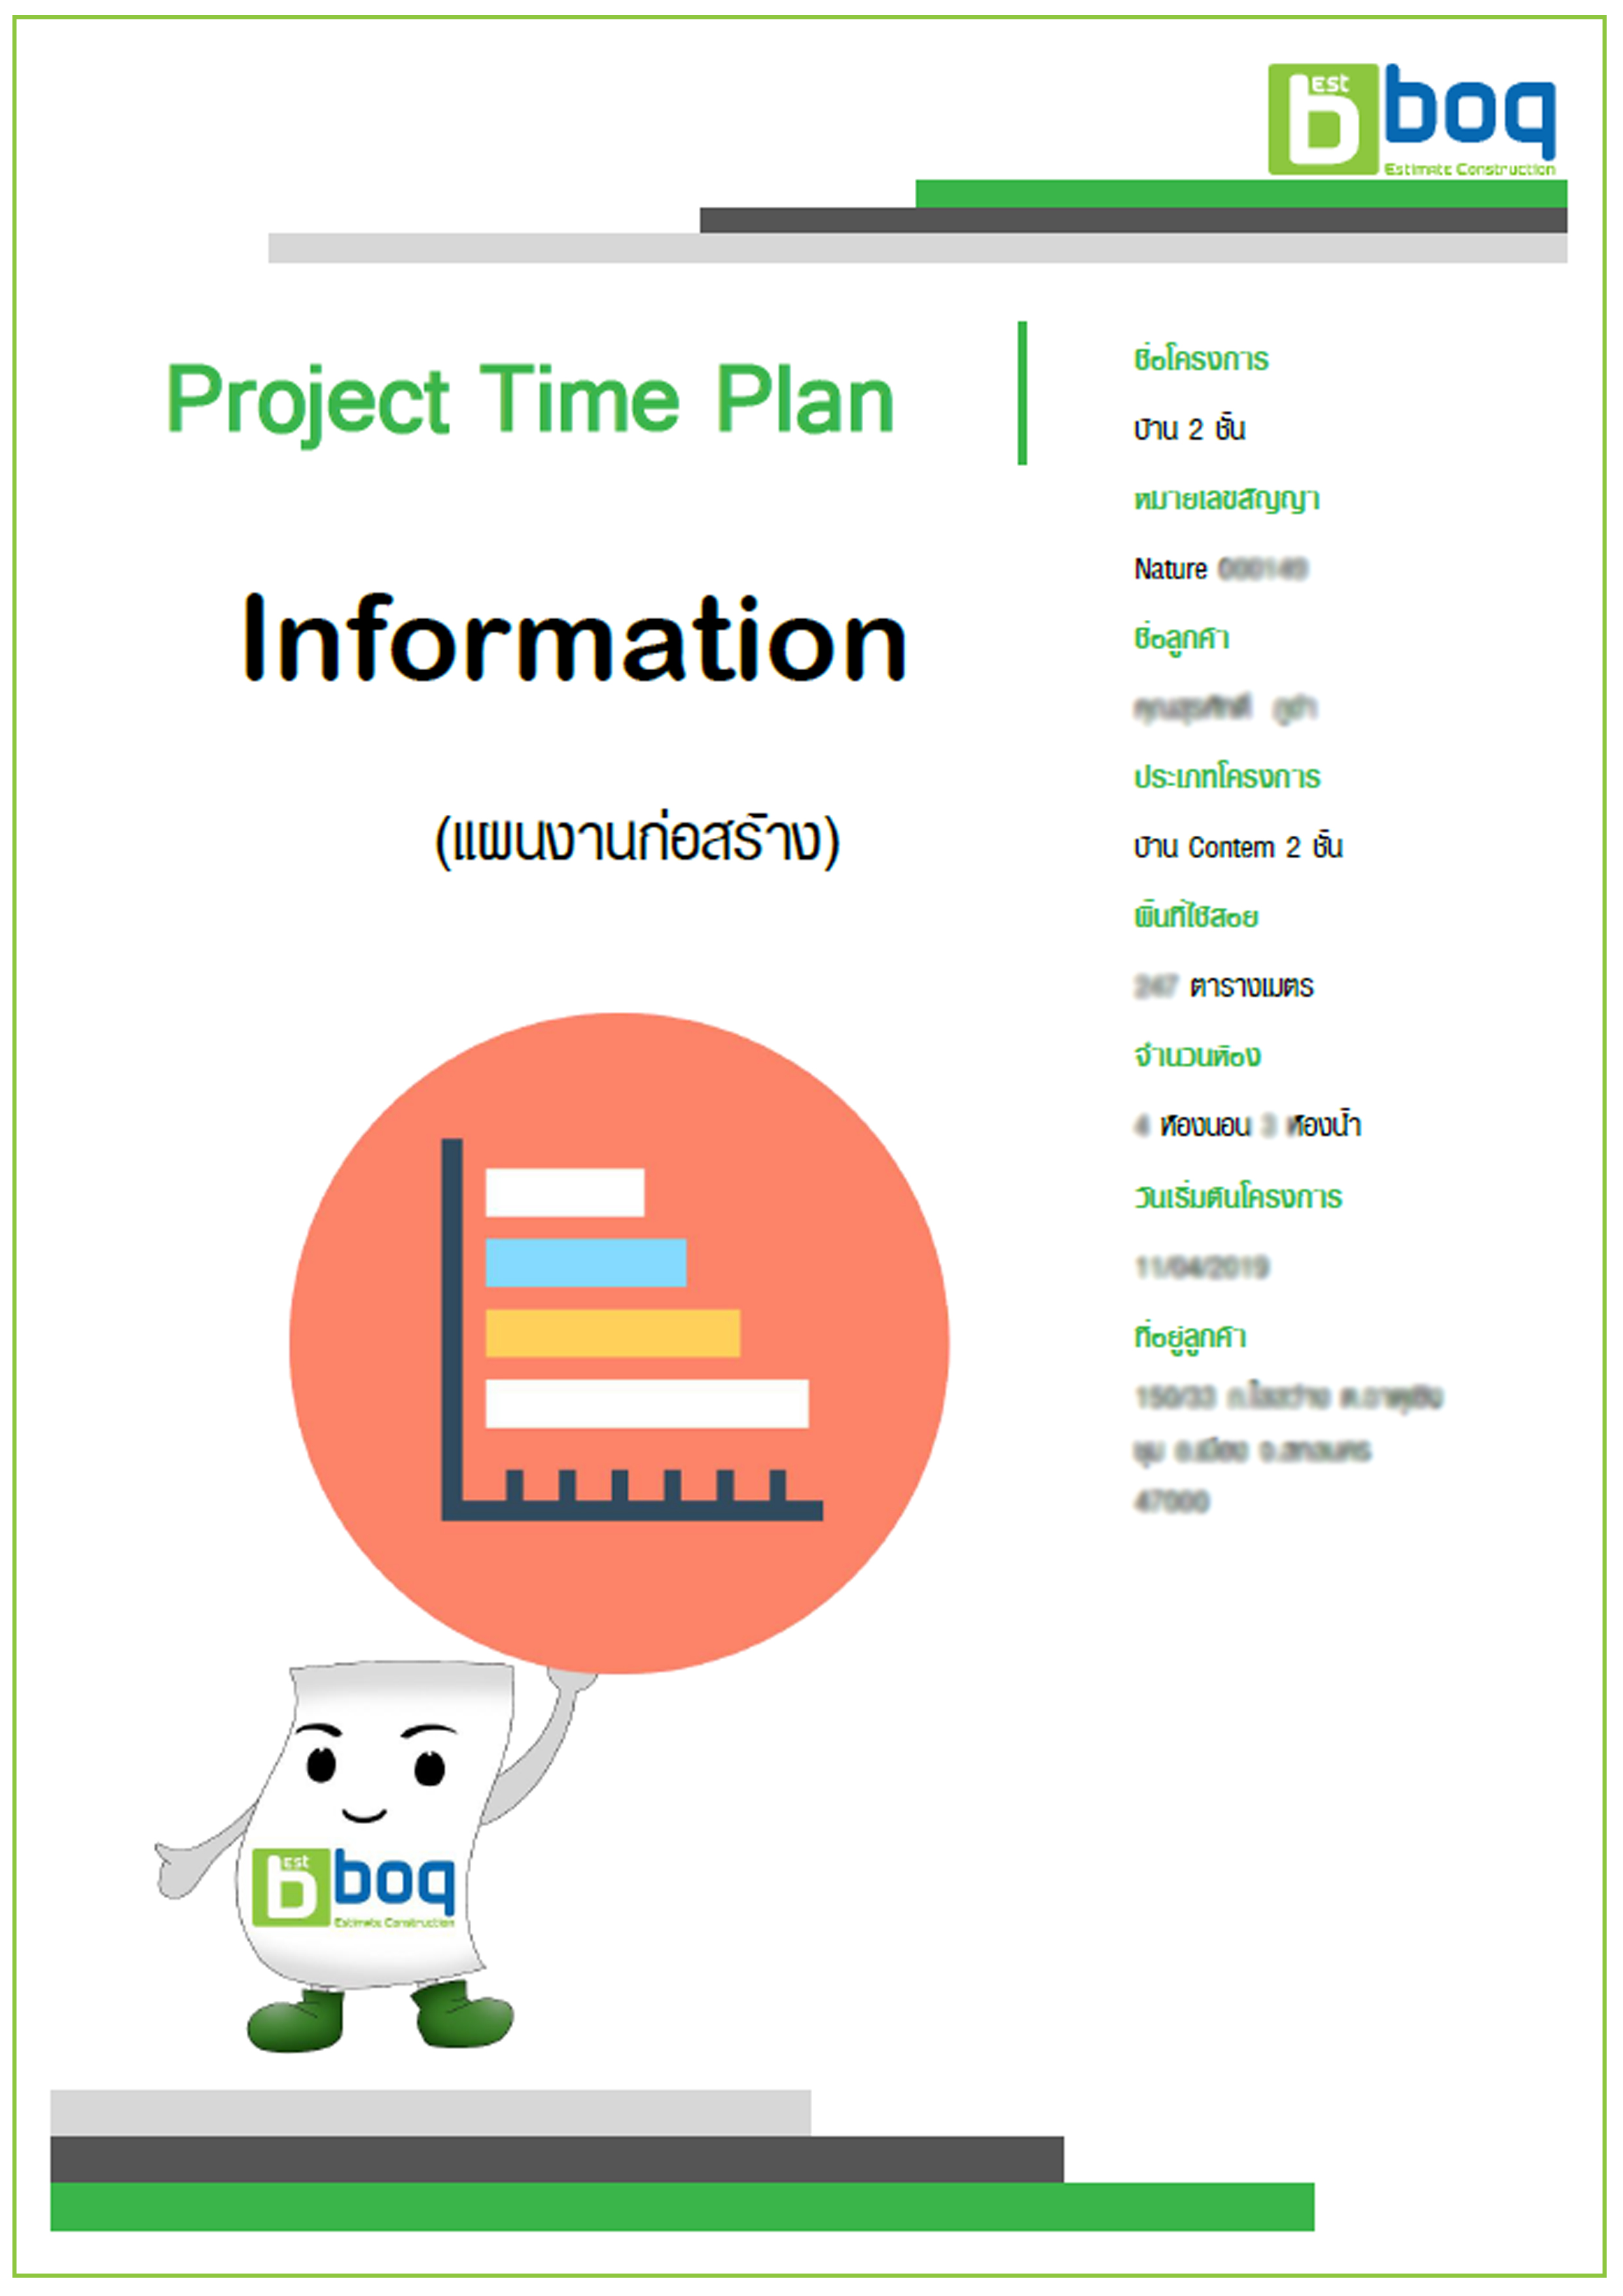 EST
b boq
Estimate Construction
Project Time Plan
Information
(แผนงานก่อสร้าง)
ชื่อโครงการ
บ้าน 2 ชั้น
หมายเลขสัญญา
Nature
ชื่อลูกค้า
ประเภทโครงการ
บ้าน Contem 2 ชั้น
พื้นที่ใช้สอย
ตารางเมตร
จำนวนห้อง
ห้องนอน ห้องน้ำ
วันเริ่มต้นโครงการ
ที่อยู่ลูกค้า
EST
b boq
Estimate Construction